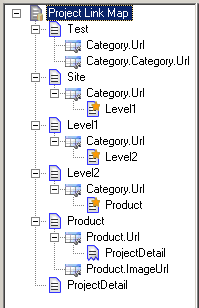 Project Link Map
Test
Category.Url
Category.Category.Url
Site
Category.Url
Level1
Level1
Category.Url
Level2
Level2
Category.Url
Product
Product
Product.Url
ProjectDetail
Product.ImageUrl
ProjectDetail